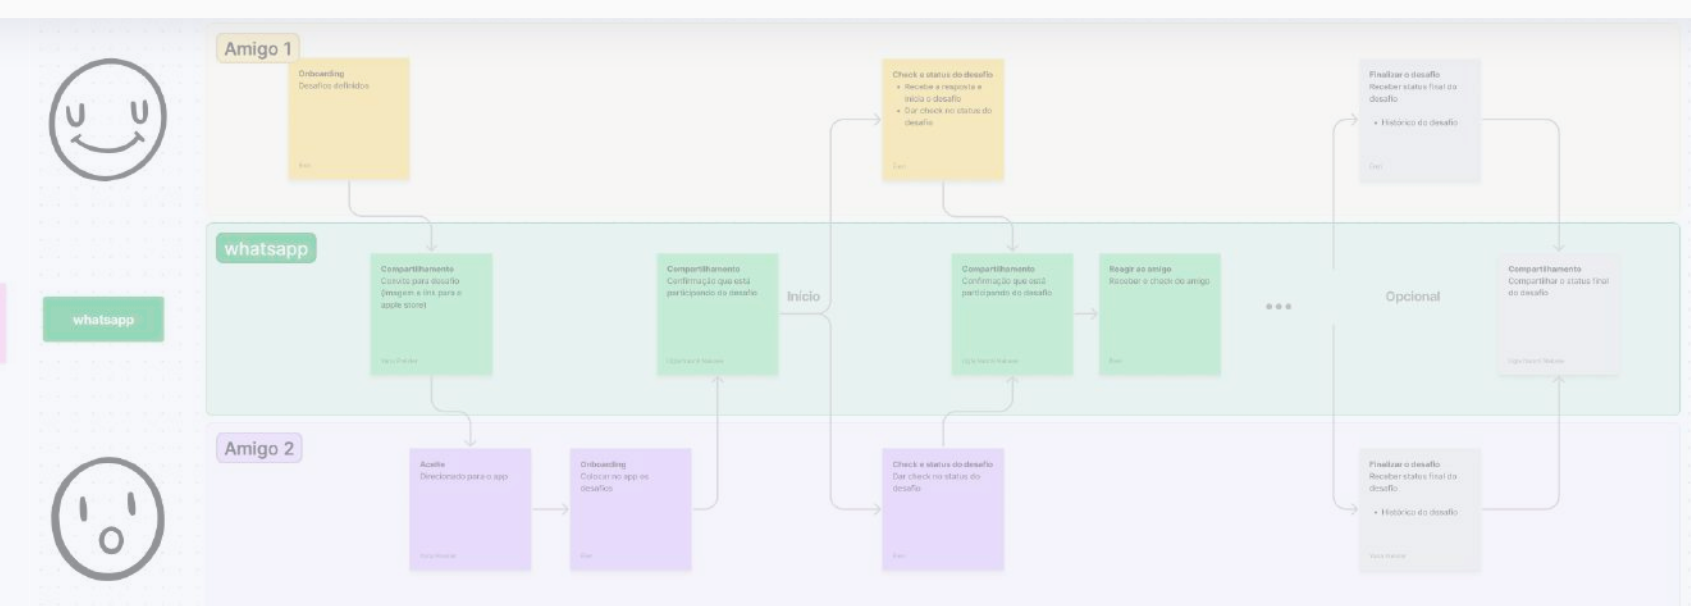 Amigo 1
Onboarding
Desafios definidos
Check e status do desafio
• Recebe a resposta e
inicia o desafio
• Dar check no status do
desafio
Finalizar o desafio
Receber status final do
desafio
• Histórico do desafio
whatsapp
whatsapp
Compartilhamento
Convite para desafio
(imagem e link para o
apple store)
Compartilhamento
Confirmação que está
participando do desafio
Início
Compartilhamento
Confirmação que está
participando do desafio
Reagir ao amigo
Receber o check do amigo
Opcional
Compartilhamento
Compartilhar o status final
do desafio
Amigo 2
Aceite
Direcionado para o app
Onboarding
Colocar no app os
desafios
Check e status do desafio
Dar check no status do
desafio
Finalizar o desafio
Receber status final do
desafio
• Histórico do desafio